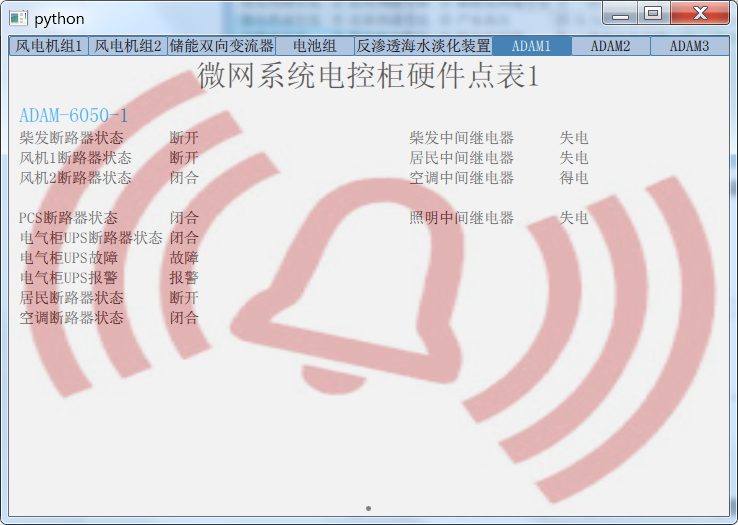 python
风电机组1 风电机组2 储能双向变流器 电池组 反渗透海水淡化装置 ADAM1 ADAM2 ADAM3
微网系统电控柜硬件点表1
ADAM-6050-1
柴发断路器状态 断开 柴发中间继电器 失电
风机1断路器状态 断开 居民中间继电器 失电
风机2断路器状态 闭合 空调中间继电器 得电
PCS断路器状态 闭合 照明中间继电器 失电
电气柜UPS断路器状态 闭合
电气柜UPS故障 故障
电气柜UPS报警 报警
居民断路器状态 断开
空调断路器状态 闭合